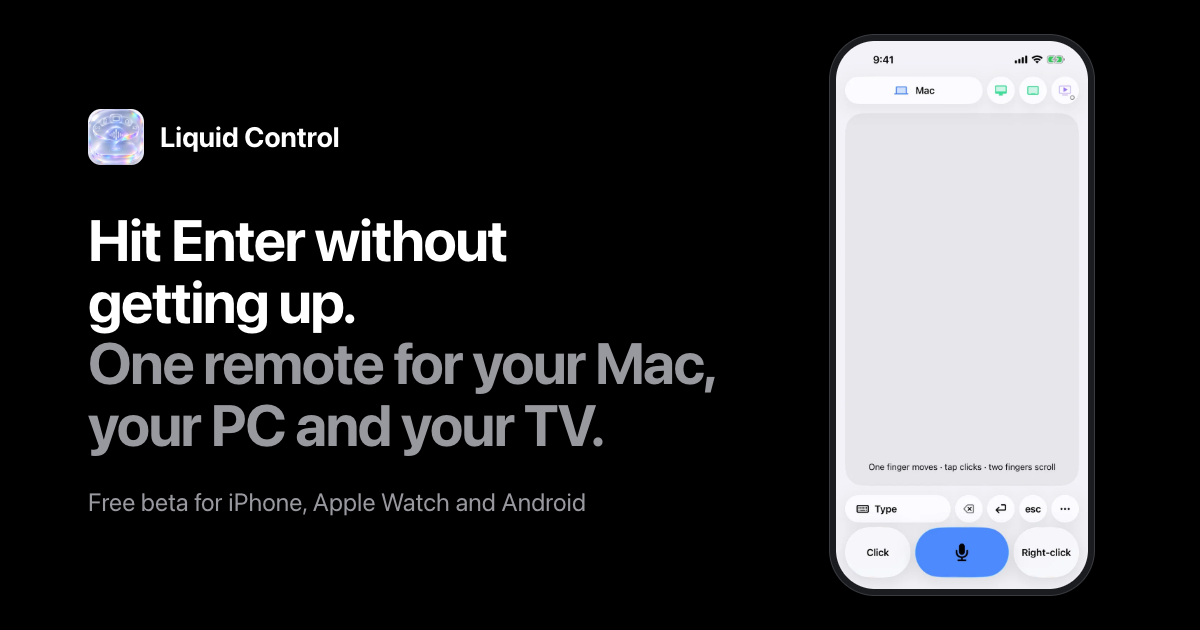 Liquid Control
Hit Enter without
getting up.
One remote for your Mac,
your PC and your TV.
Free beta for iPhone, Apple Watch and Android
9:41
Mac
One finger moves · tap clicks · two fingers scroll
Type
esc
Click
Right-click